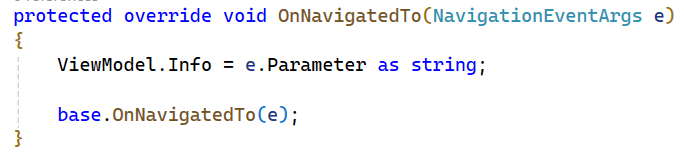 protected override void OnNavigatedTo(NavigationEventArgs e)
{
    ViewModel.Info = e.Parameter as string;

    base.OnNavigatedTo(e);
}